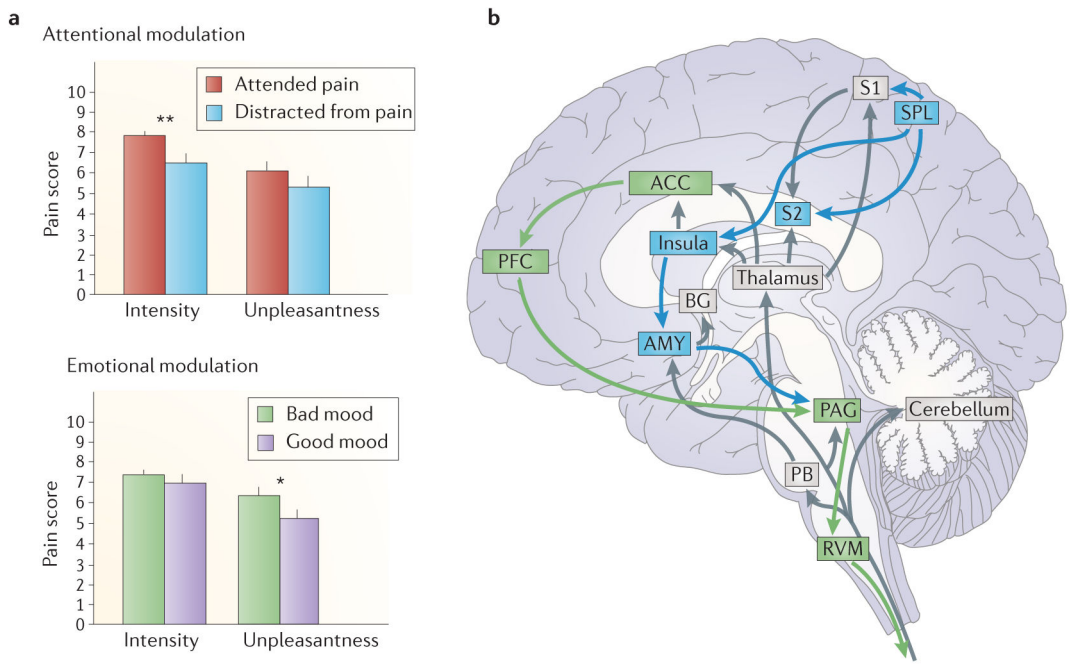 a
Attentional modulation
Attended pain
Distracted from pain
**
Pain score
10
9
8
7
6
5
4
3
2
1
0
Intensity
Unpleasantness
Emotional modulation
Bad mood
Good mood
*
Pain score
10
9
8
7
6
5
4
3
2
1
0
Intensity
Unpleasantness
b
S1
SPL
ACC
S2
Insula
PFC
Thalamus
BG
AMY
PAG
Cerebellum
PB
RVM